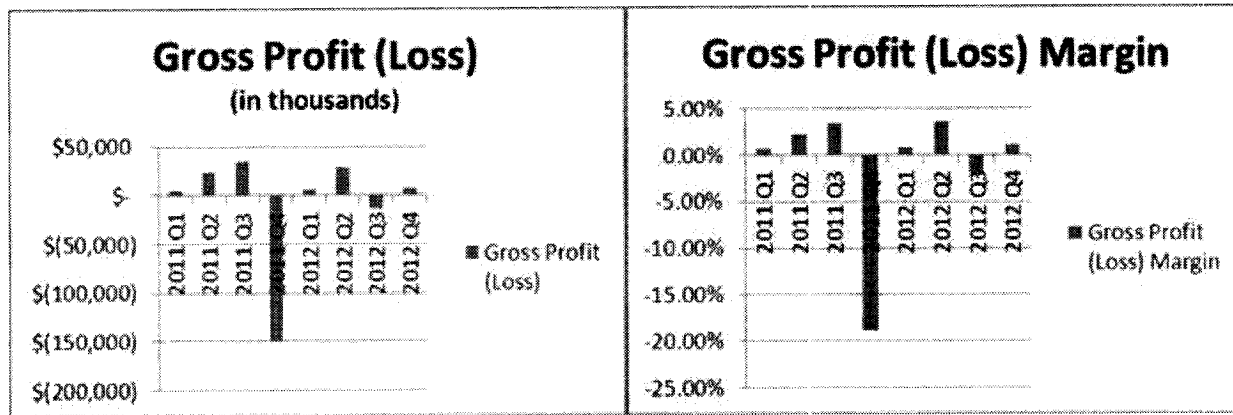 Gross Profit (Loss)
(in thousands)
$50,000
$-
$(50,000)
$(100,000)
$(150,000)
$(200,000)
2011 Q1
2011 Q2
2011 Q3
2012 Q1
2012 Q2
2012 Q3
2012 Q4
Gross Profit
(Loss)
Gross Profit (Loss) Margin
5.00%
0.00%
-5.00%
-10.00%
-15.00%
-20.00%
-25.00%
2011 Q1
2011 Q2
2011 Q3
2012 Q1
2012 Q2
2012 Q3
2012 Q4
Gross Profit
(Loss) Margin